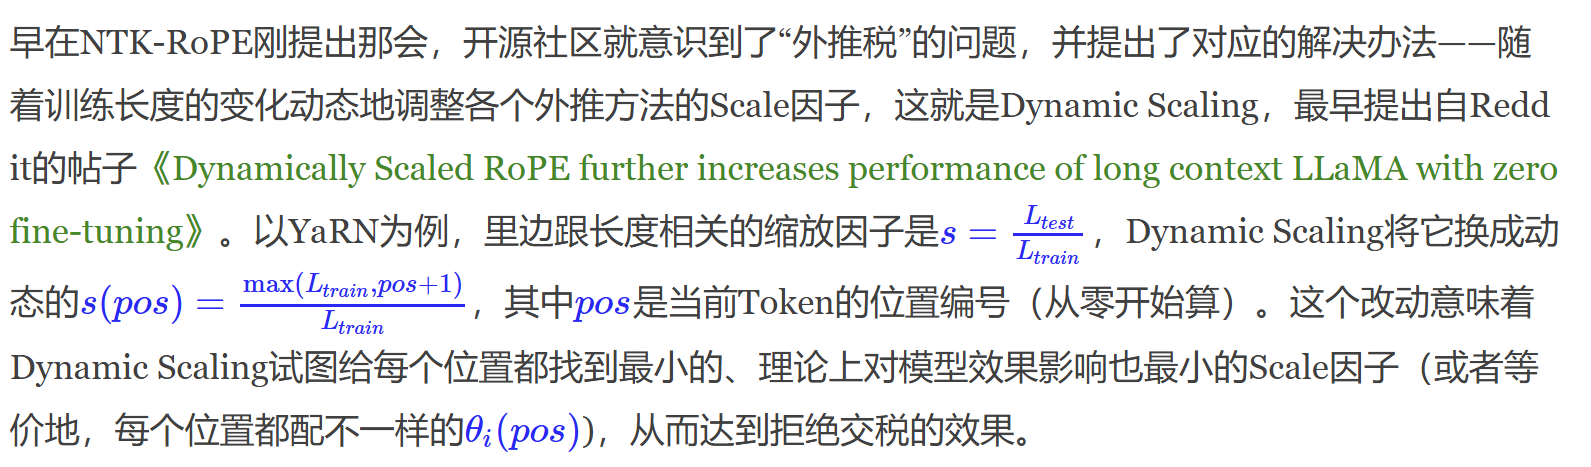 早在NTK-RoPE刚提出那会，开源社区就意识到了“外推税”的问题，并提出了对应的解决办法——随
着训练长度的变化动态地调整各个外推方法的Scale因子，这就是Dynamic Scaling，最早提出自Redd
it的帖子《Dynamically Scaled RoPE further increases performance of long context LLaMA with zero
fine-tuning》。以YaRN为例，里边跟长度相关的缩放因子是$s = \frac{L_{test}}{L_{train}}$，Dynamic Scaling将它换成动
态的$s(pos) = \frac{\max(L_{train},pos+1)}{L_{train}}$，其中$pos$是当前Token的位置编号（从零开始算）。这个改动意味着
Dynamic Scaling试图给每个位置都找到最小的、理论上对模型效果影响也最小的Scale因子（或者等
价地，每个位置都配不一样的$\theta_i(pos)$)，从而达到拒绝交税的效果。